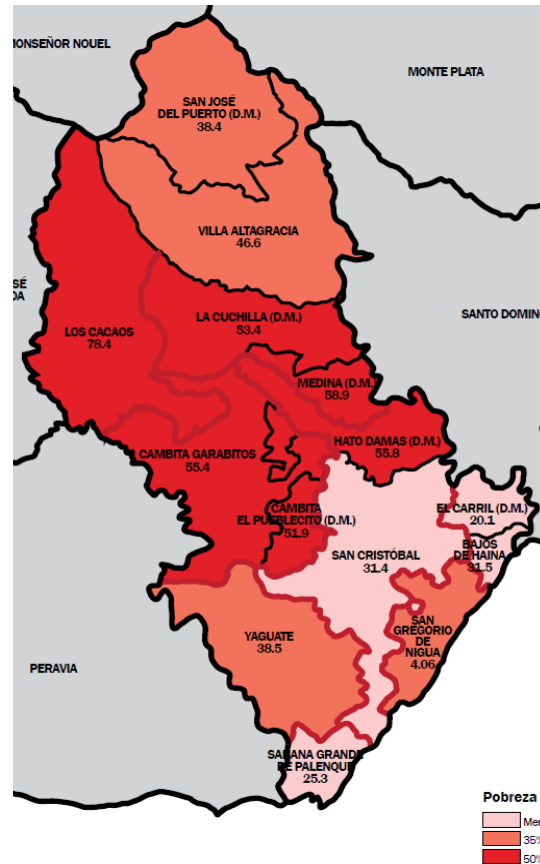 MONSEÑOR NOUEL
MONTE PLATA
SAN JOSÉ
DEL PUERTO (D.M.)
38.4
VILLA ALTAGRACIA
46.6
SANTO DOMINGO
LA CUCHILLA (D.M.)
53.4
LOS CACAOS
78.4
MEDINA (D.M.)
58.9
HATO DAMAS (D.M.)
55.8
CAMBITA GARABITOS
55.4
CAMBITA
EL PUEBLECITO (D.M.)
51.9
EL CARRIL (D.M.)
20.1
BAJOS
DE HAINA
31.5
SAN CRISTÓBAL
31.4
SAN
GREGORIO
DE
NIGUA
4.06
YAGUATE
38.5
PERAVIA
SABANA GRANDE
DE PALENQUE
25.3
Pobreza
35%
50%